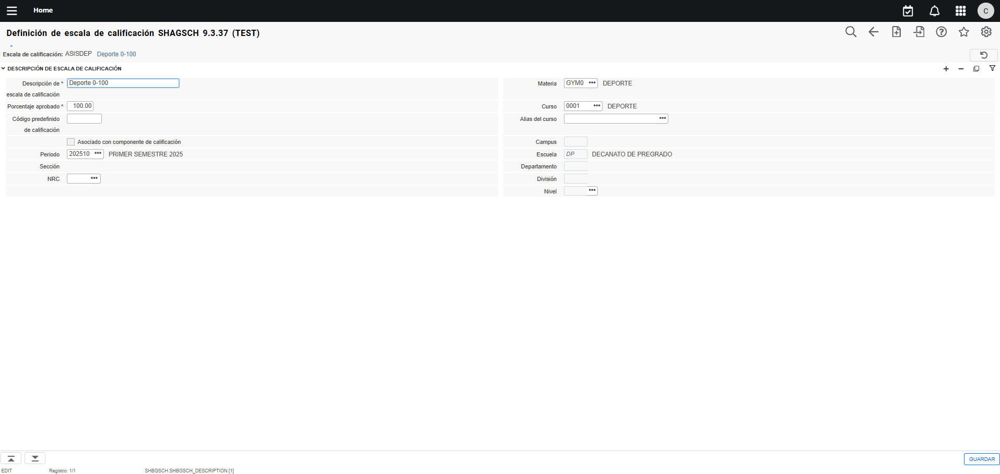 Home
C
Definición de escala de calificación SHAGSCH 9.3.37 (TEST)
Escala de calificación: ASISDEP Deporte 0-100
DESCRIPCIÓN DE ESCALA DE CALIFICACIÓN
Descripción de * Deporte 0-100
escala de calificación
Materia GYM0 ••• DEPORTE
Porcentaje aprobado * 100.00
Curso 0001 ••• DEPORTE
Código predefinido
de calificación
Alias del curso •••
Asociado con componente de calificación
Campus
Periodo 202510 ••• PRIMER SEMESTRE 2025
Escuela DP DECANATO DE PREGRADO
Sección
Departamento
NRC •••
División
Nivel •••
GUARDAR
EDIT Registro: 1/1 SHBGSCH.SHBGSCH_DESCRIPTION [1]